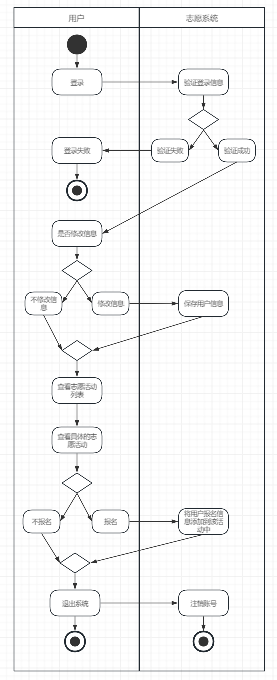 用户
志愿系统
登录
验证登录信息
登录失败
验证失败
验证成功
是否修改信息
不修改信
息
修改信息
保存用户信息
查看志愿活动
列表
查看具体的志
愿活动
不报名
报名
将用户报名信
息添加到该活
动中
退出系统
注销账号